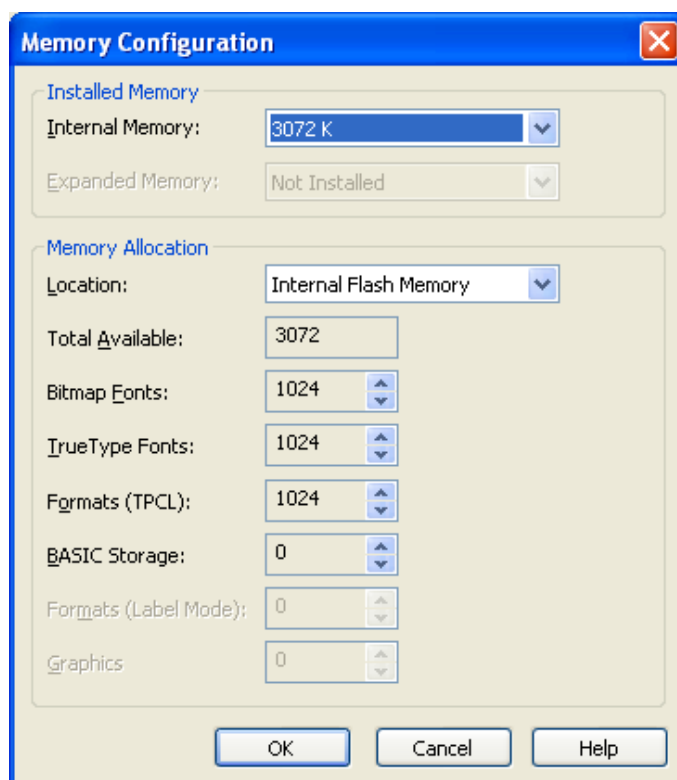 Memory Configuration
Installed Memory
Internal Memory: 3072 K
Expanded Memory: Not Installed
Memory Allocation
Location: Internal Flash Memory
Total Available: 3072
Bitmap Fonts: 1024
TrueType Fonts: 1024
Formats (TPCL): 1024
BASIC Storage: 0
Formats (Label Mode): 0
Graphics 0
OK Cancel Help